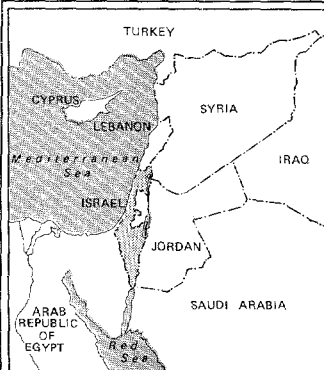 TURKEY
CYPRUS
SYRIA
LEBANON
Mediterranean
Sea
IRAQ
ISRAEL
JORDAN
SAUDI ARABIA
ARAB
REPUBLIC
OF
EGYPT
Red
Sea